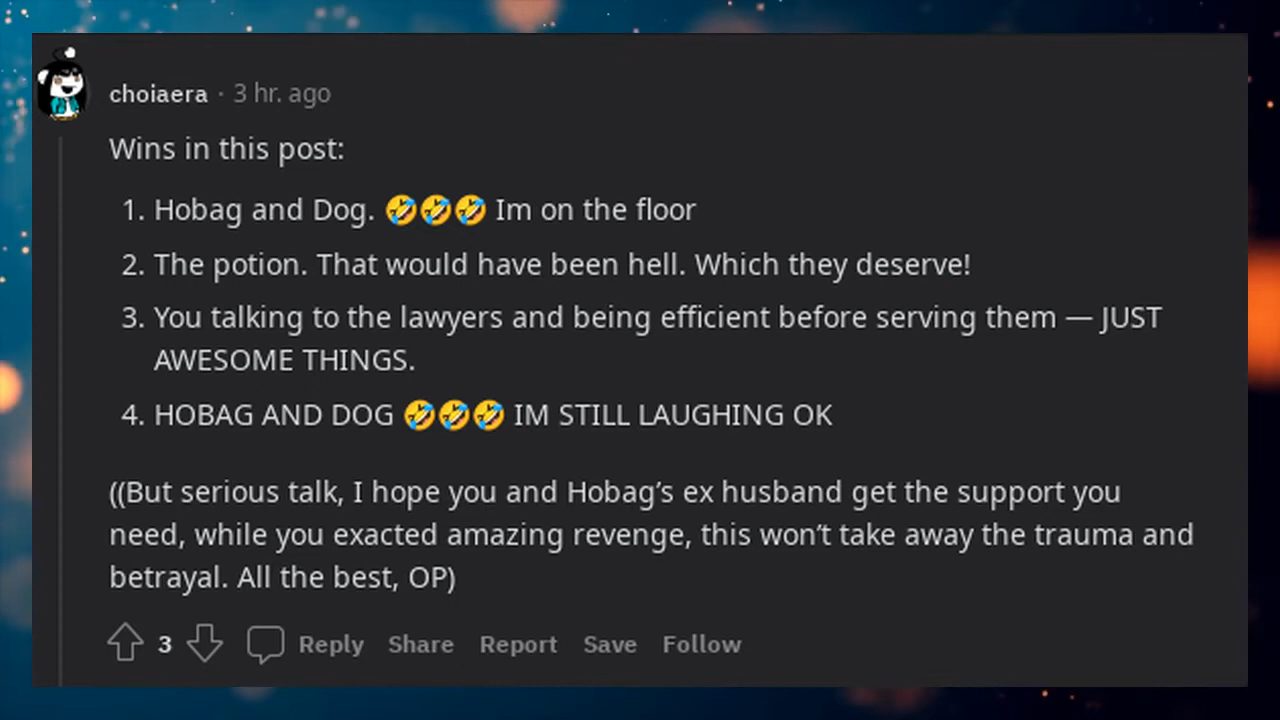 choiaera · 3 hr. ago
Wins in this post:
1. Hobag and Dog. 🤣🤣🤣 Im on the floor
2. The potion. That would have been hell. Which they deserve!
3. You talking to the lawyers and being efficient before serving them — JUST
AWESOME THINGS.
4. HOBAG AND DOG 🤣🤣🤣 IM STILL LAUGHING OK
((But serious talk, I hope you and Hobag’s ex husband get the support you
need, while you exacted amazing revenge, this won’t take away the trauma and
betrayal. All the best, OP)
3 Reply Share Report Save Follow